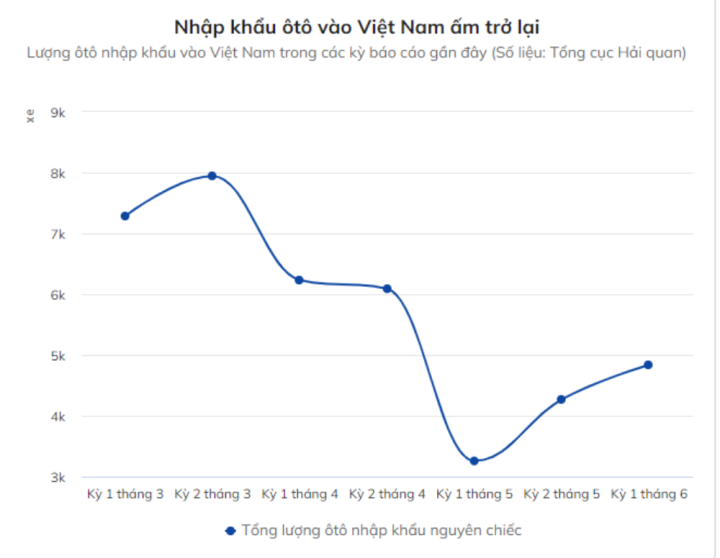 Nhập khẩu ôtô vào Việt Nam ấm trở lại
Lượng ôtô nhập khẩu vào Việt Nam trong các kỳ báo cáo gần đây (Số liệu: Tổng cục Hải quan)
xe
9k
8k
7k
6k
5k
4k
3k
Kỳ 1 tháng 3 Kỳ 2 tháng 3 Kỳ 1 tháng 4 Kỳ 2 tháng 4 Kỳ 1 tháng 5 Kỳ 2 tháng 5 Kỳ 1 tháng 6
Tổng lượng ôtô nhập khẩu nguyên chiếc